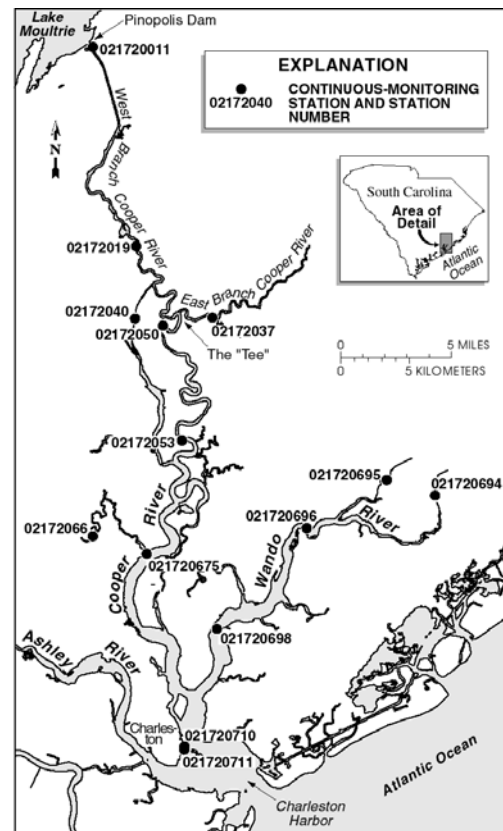 Lake
Moultrie
Pinopolis Dam
021720011
EXPLANATION
02172040
CONTINUOUS-MONITORING
STATION AND STATION
NUMBER
West Branch Cooper River
N
South Carolina
Area of
Detail
Atlantic
Ocean
02172019
East Branch Cooper River
02172040
02172050
02172037
The "Tee"
0 5 MILES
0 5 KILOMETERS
02172053
021720695
021720694
02172066
021720696
Cooper River
Wando River
021720675
021720698
Ashley River
Charles-
ton
021720710
021720711
Atlantic Ocean
Charleston
Harbor